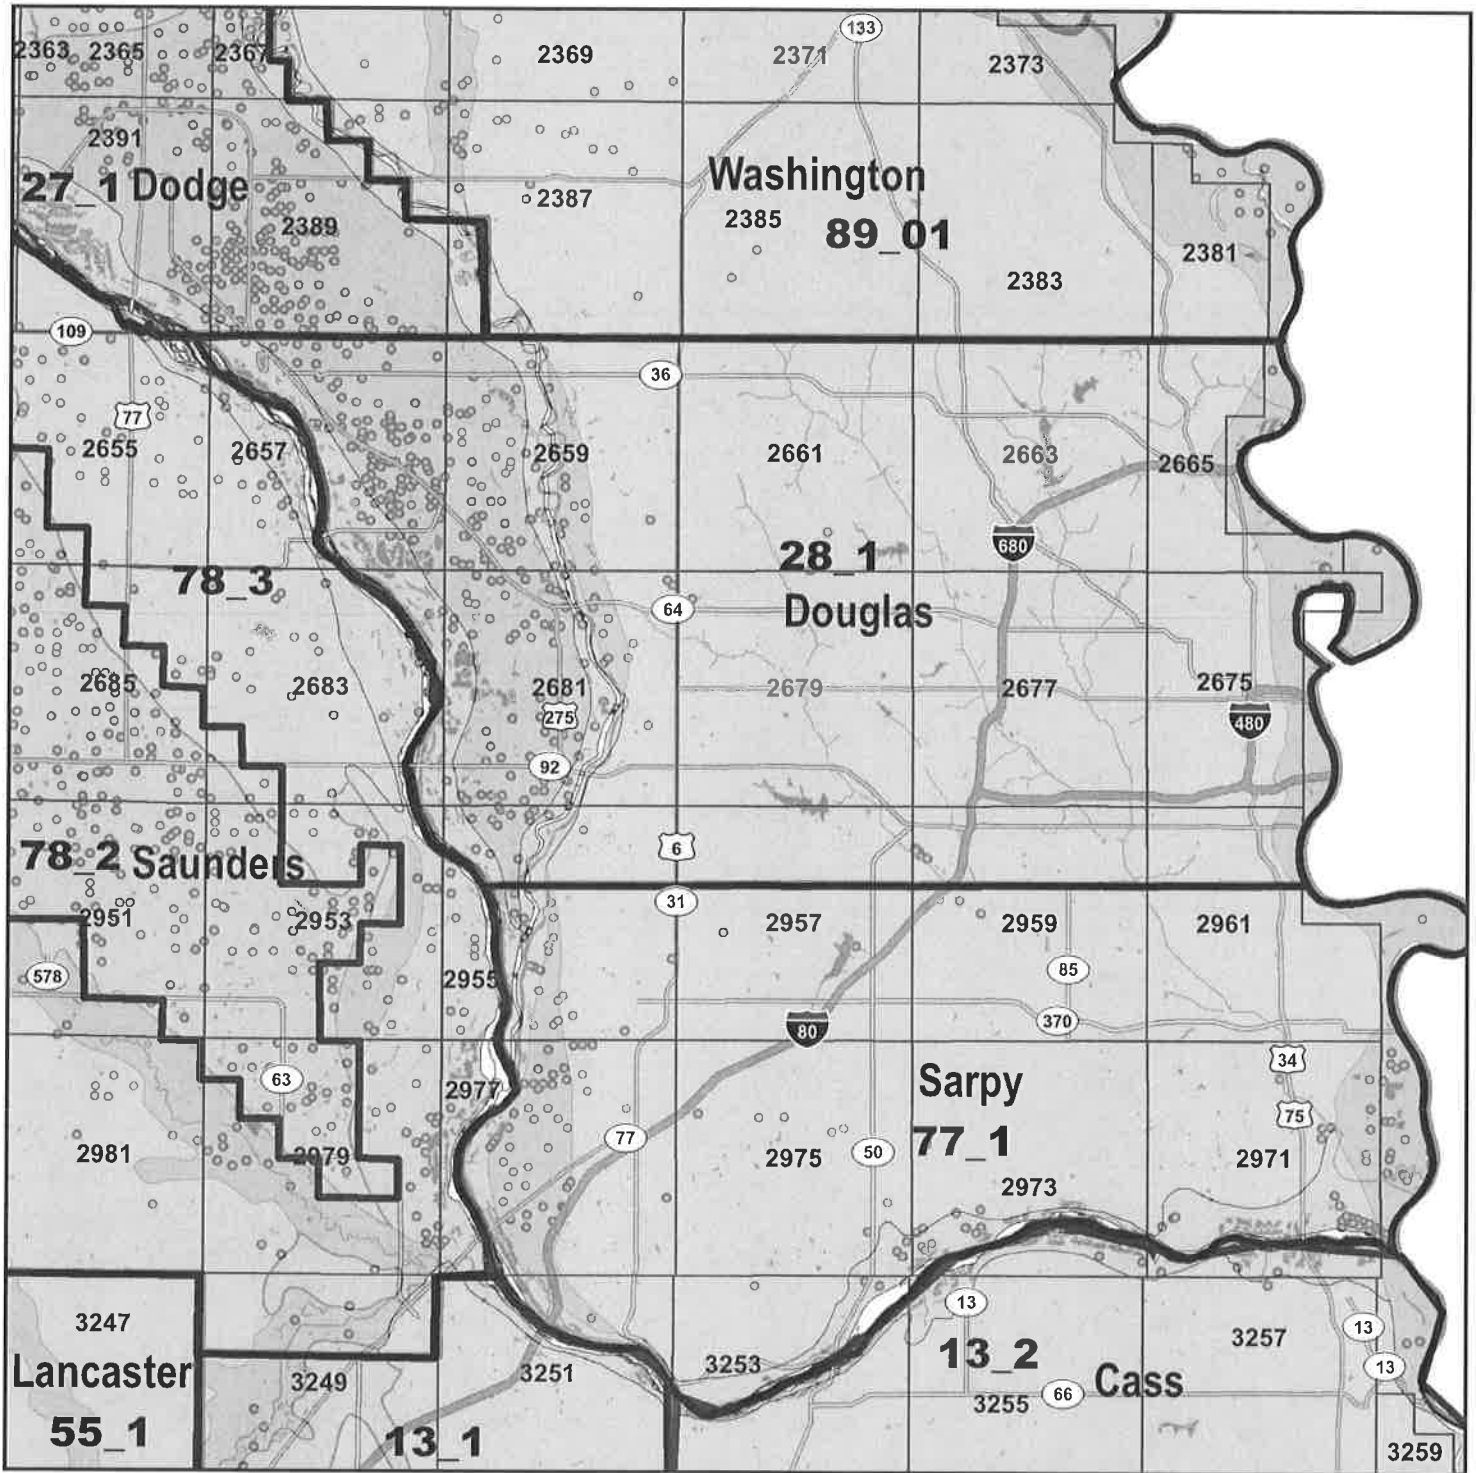 133
2363 2365 2367 2369 2371 2373
2391
27_1 Dodge Washington
2387
2389 2385 89_01
2381
2383
109
36
77
2655 2657 2659 2661 2663 2665
680
28_1
78_3
64 Douglas
2685 2683 2681 2679 2677 2675
275 480
92
6
78_2 Saunders
31
2951 2953 2957 2959 2961
578 2955 85
80 370
34
63 2977 Sarpy
75
77 77_1
2981 2979 2975 50 2971
2973
13
3247 13 3257
13_2
3253 13
Lancaster 3249 3251 Cass
66
3255
55_1 13_1
3259